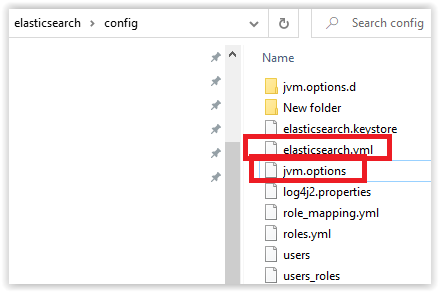 elasticsearch > config
Search config
Name
jvm.options.d
New folder
elasticsearch.keystore
elasticsearch.yml
jvm.options
log4j2.properties
role_mapping.yml
roles.yml
users
users_roles